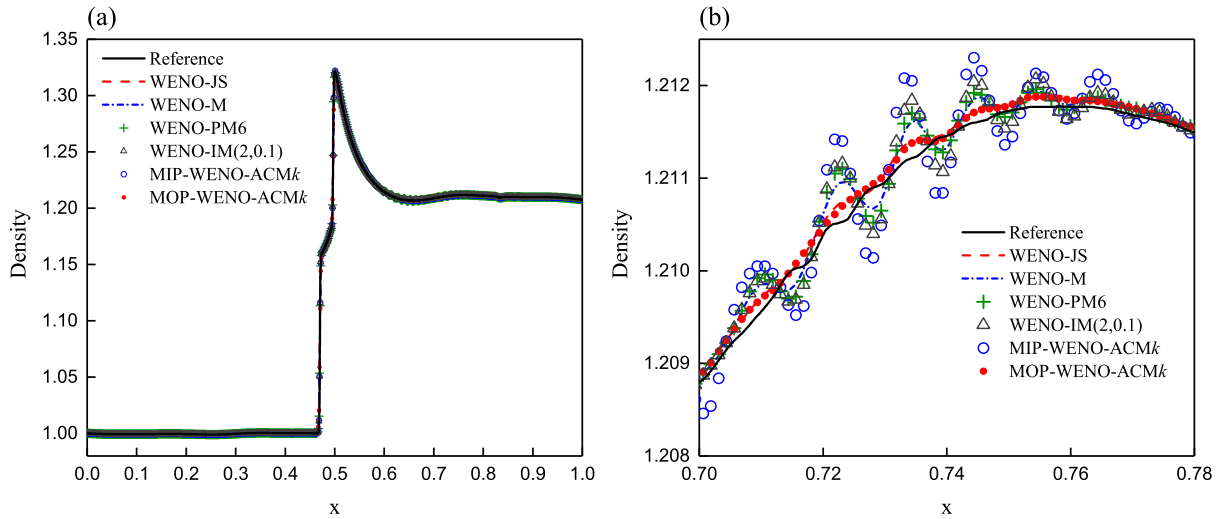 (a)
1.35
1.30
1.25
1.20
1.15
1.10
1.05
1.00
Density
Reference
WENO-JS
WENO-M
WENO-PM6
WENO-IM(2,0.1)
MIP-WENO-ACMk
MOP-WENO-ACMk
0.0 0.1 0.2 0.3 0.4 0.5 0.6 0.7 0.8 0.9 1.0
x
(b)
1.212
1.211
1.210
1.209
1.208
Density
Reference
WENO-JS
WENO-M
WENO-PM6
WENO-IM(2,0.1)
MIP-WENO-ACMk
MOP-WENO-ACMk
0.70 0.72 0.74 0.76 0.78
x